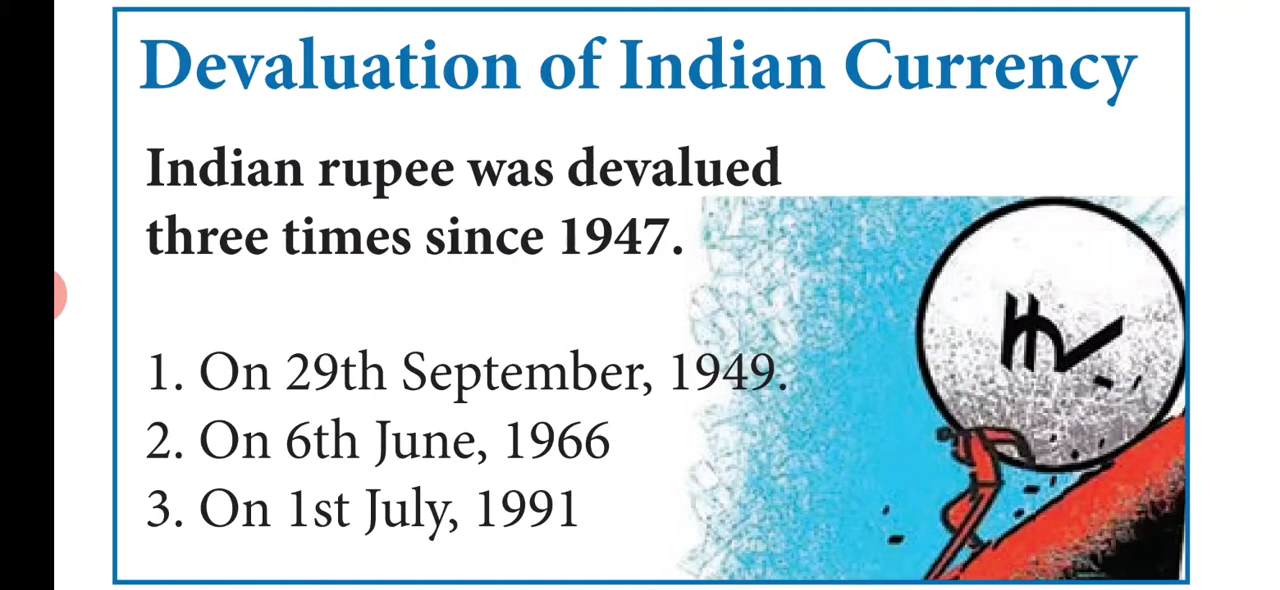 Devaluation of Indian Currency
Indian rupee was devalued
three times since 1947.
1. On 29th September, 1949.
2. On 6th June, 1966
3. On 1st July, 1991